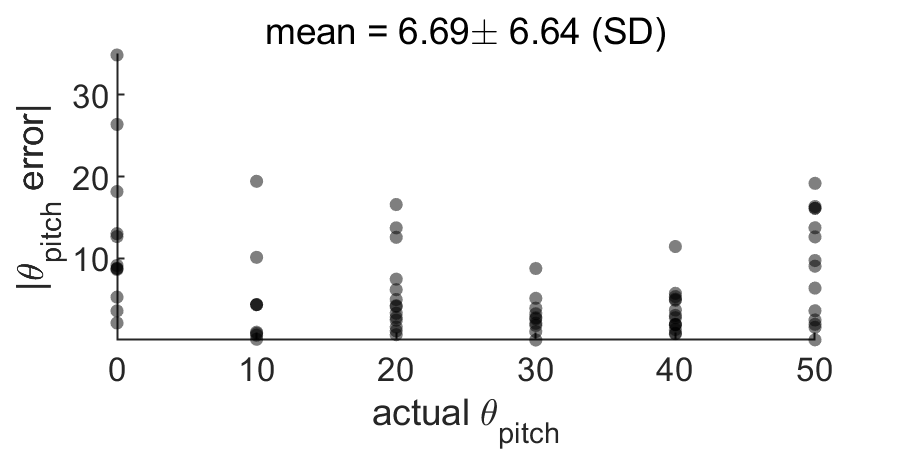 mean = 6.69± 6.64 (SD)
|θpitch error|
30
20
10
0 10 20 30 40 50
actual θpitch